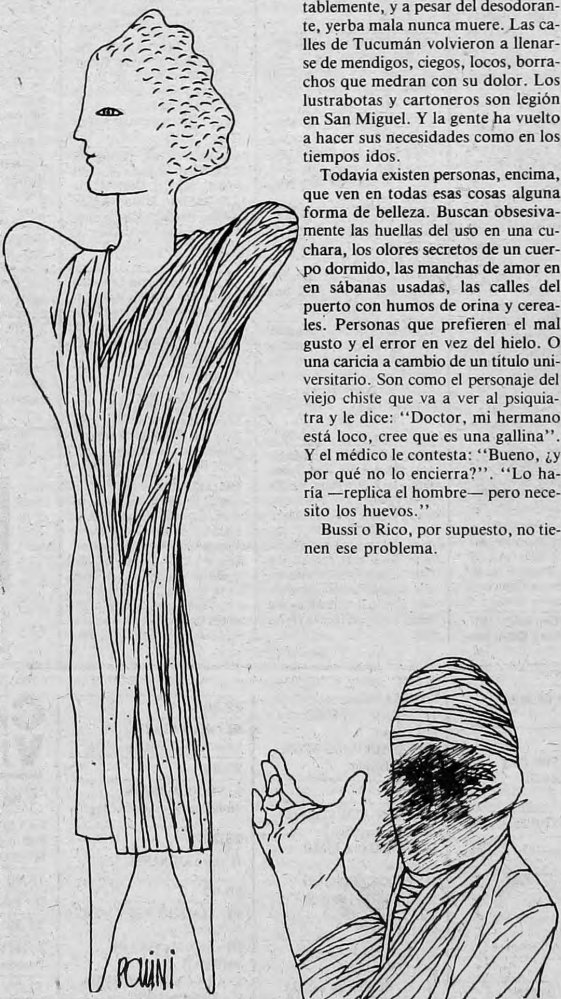 tablemente, y a pesar del desodoran-
te, yerba mala nunca muere. Las ca-
lles de Tucumán volvieron a llenar-
se de mendigos, ciegos, locos, borra-
chos que medran con su dolor. Los
lustrabotas y cartoneros son legión
en San Miguel. Y la gente ha vuelto
a hacer sus necesidades como en los
tiempos idos.
Todavía existen personas, encima,
que ven en todas esas cosas alguna
forma de belleza. Buscan obsesiva-
mente las huellas del uso en una cu-
chara, los olores secretos de un cuer-
po dormido, las manchas de amor en
en sábanas usadas, las calles del
puerto con humos de orina y cerea-
les. Personas que prefieren el mal
gusto y el error en vez del hielo. O
una caricia a cambio de un título uni-
versitario. Son como el personaje del
viejo chiste que va a ver al psiquia-
tra y le dice: “Doctor, mi hermano
está loco, cree que es una gallina”.
Y el médico le contesta: “Bueno, ¿y
por qué no lo encierra?”. “Lo ha-
ría —replica el hombre— pero nece-
sito los huevos.”
Bussi o Rico, por supuesto, no tie-
nen ese problema.